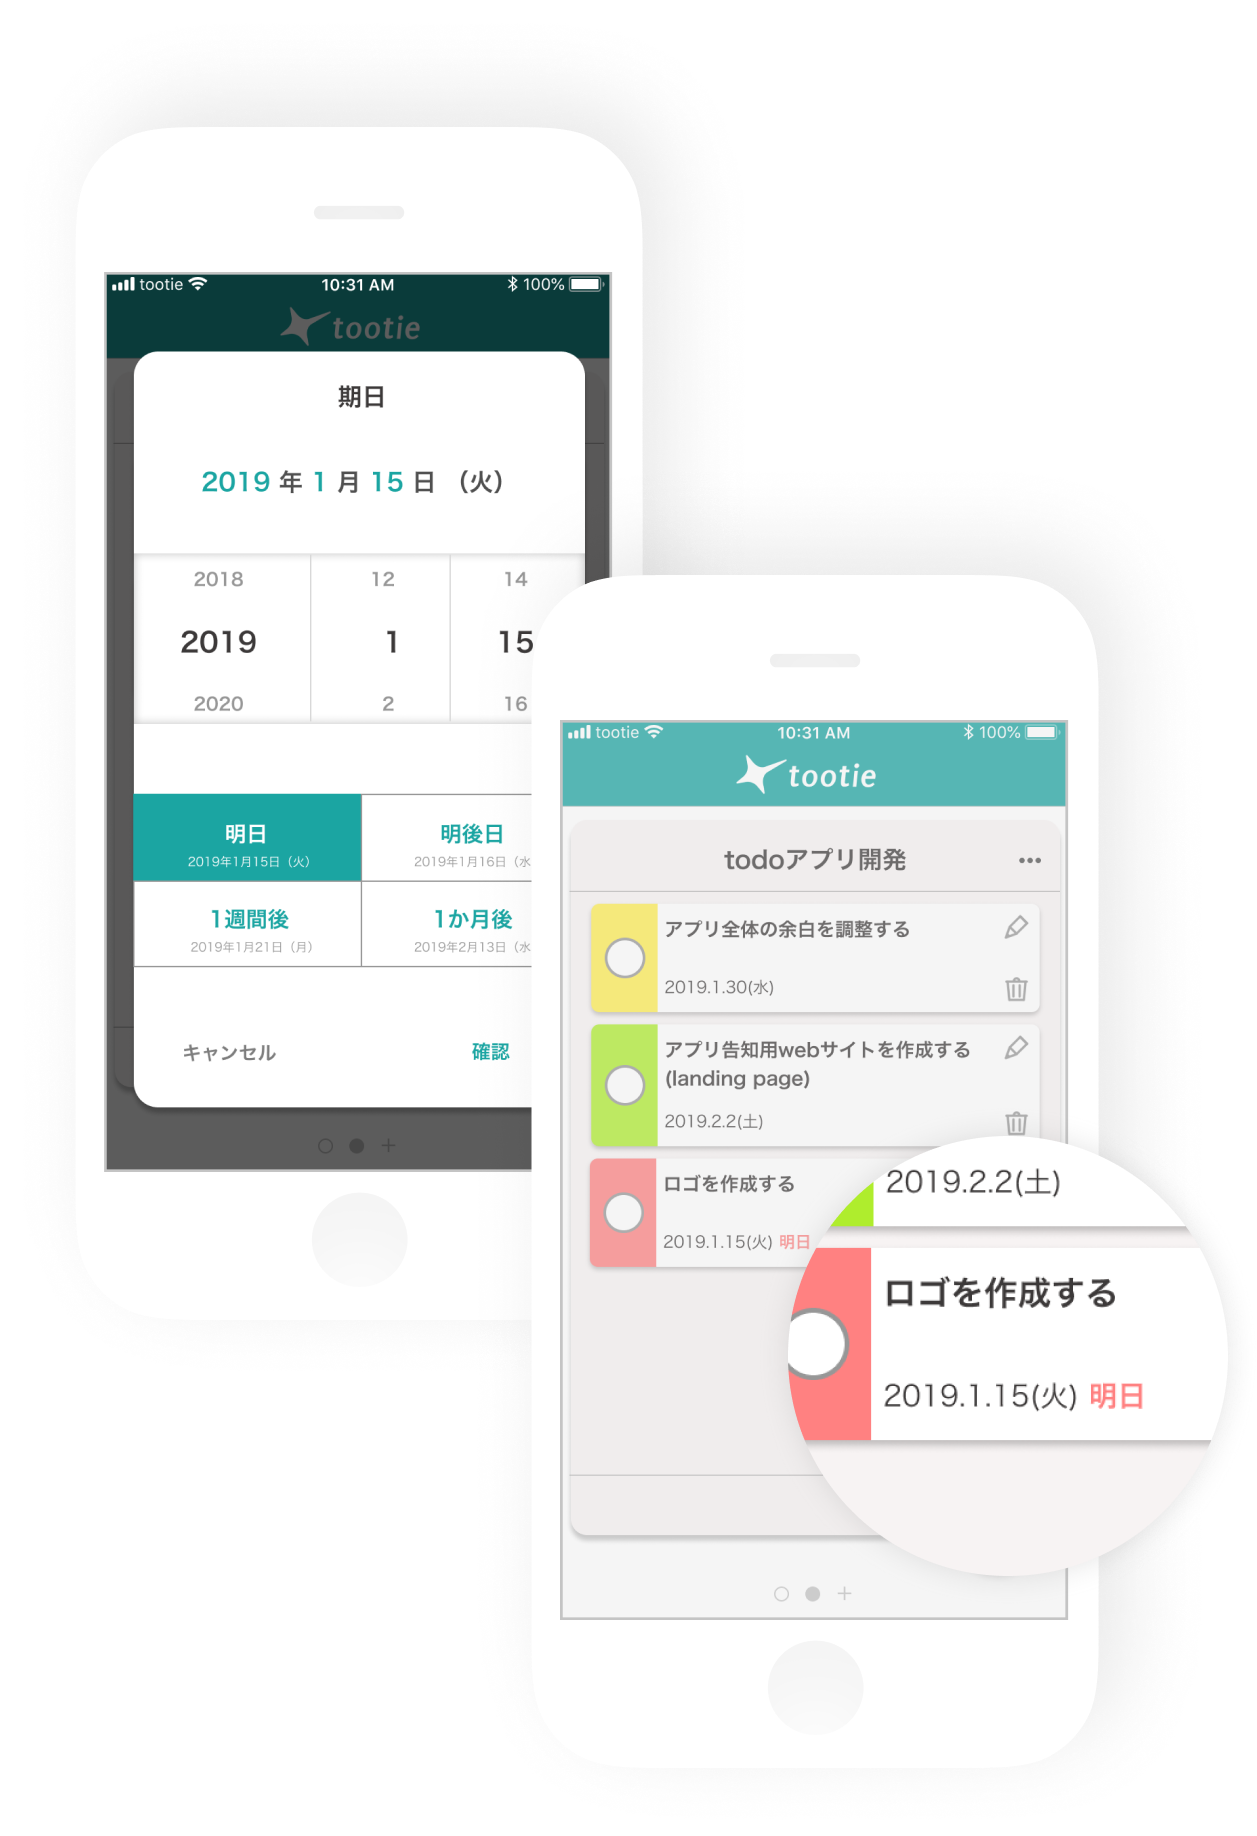 tootie 10:31 AM 100%
tootie
期日
2019 年 1 月 15 日 （火）
2018 12 14
2019 1 15
2020 2 16
明日 明後日
2019年1月15日（火） 2019年1月16日（水
1週間後 1か月後
2019年1月21日（月） 2019年2月13日（水
キャンセル 確認
tootie 10:31 AM 100%
tootie
todoアプリ開発
アプリ全体の余白を調整する
2019.1.30(水)
アプリ告知用webサイトを作成する
(landing page)
2019.2.2(土)
ロゴを作成する
2019.1.15(火) 明日
2019.2.2(土)
ロゴを作成する
2019.1.15(火) 明日